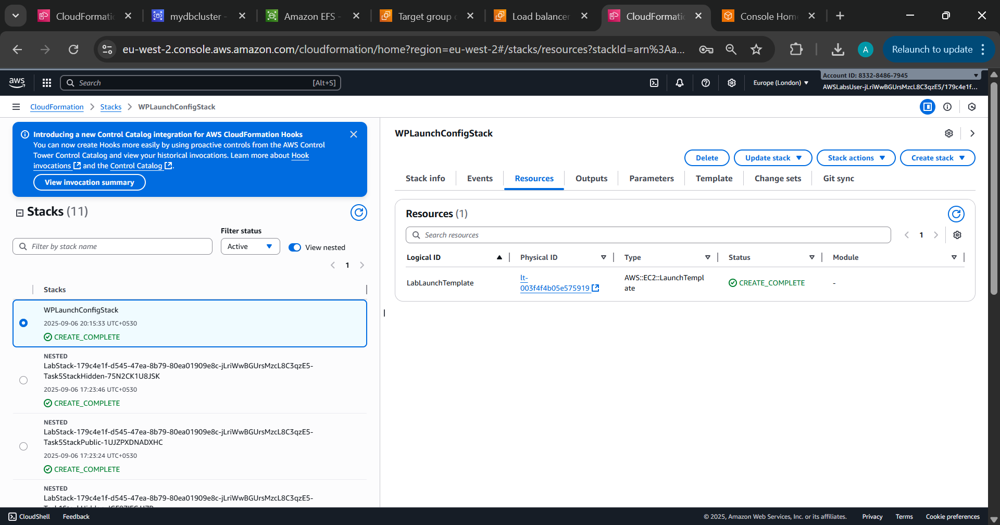 CloudFormati
mydbcluster -
Amazon EFS -
Target group
Load balancer
CloudFormati
Console Hom
eu-west-2.console.aws.amazon.com/cloudformation/home?region=eu-west-2#/stacks/resources?stackId=arn%3Aa...
A
Relaunch to update
aws
Search
[Alt+S]
Europe (London)
Account ID: 8332-8486-7945
AWSLabsUser-jLriWwBGUrsMzcL8C3qzE5/179c4e1f...
CloudFormation
Stacks
WPLaunchConfigStack
Introducing a new Control Catalog integration for AWS CloudFormation Hooks
You can now create Hooks more easily by using proactive controls from the AWS Control
Tower Control Catalog and view your historical invocations. Learn more about Hook
invocations and the Control Catalog.
View invocation summary
Stacks (11)
Filter status
Filter by stack name
Active
View nested
1
Stacks
WPLaunchConfigStack
2025-09-06 20:15:33 UTC+0530
CREATE_COMPLETE
NESTED
LabStack-179c4e1f-d545-47ea-8b79-80ea01909e8c-jLriWwBGUrsMzcL8C3qzE5-
Task5StackHidden-75N2CK1U8JSK
2025-09-06 17:23:46 UTC+0530
CREATE_COMPLETE
NESTED
LabStack-179c4e1f-d545-47ea-8b79-80ea01909e8c-jLriWwBGUrsMzcL8C3qzE5-
Task5StackPublic-1UJZPXDNADXHC
2025-09-06 17:23:24 UTC+0530
CREATE_COMPLETE
NESTED
LabStack-179c4e1f-d545-47ea-8b79-80ea01909e8c-jLriWwBGUrsMzcL8C3qzE5-
WPLaunchConfigStack
Delete
Update stack
Stack actions
Create stack
Stack info
Events
Resources
Outputs
Parameters
Template
Change sets
Git sync
Resources (1)
Search resources
1
Logical ID
Physical ID
Type
Status
Module
LabLaunchTemplate
lt-
003f4f4b05e575919
AWS::EC2::LaunchTempl
ate
CREATE_COMPLETE
-
CloudShell
Feedback
© 2025, Amazon Web Services, Inc. or its affiliates.
Privacy
Terms
Cookie preferences